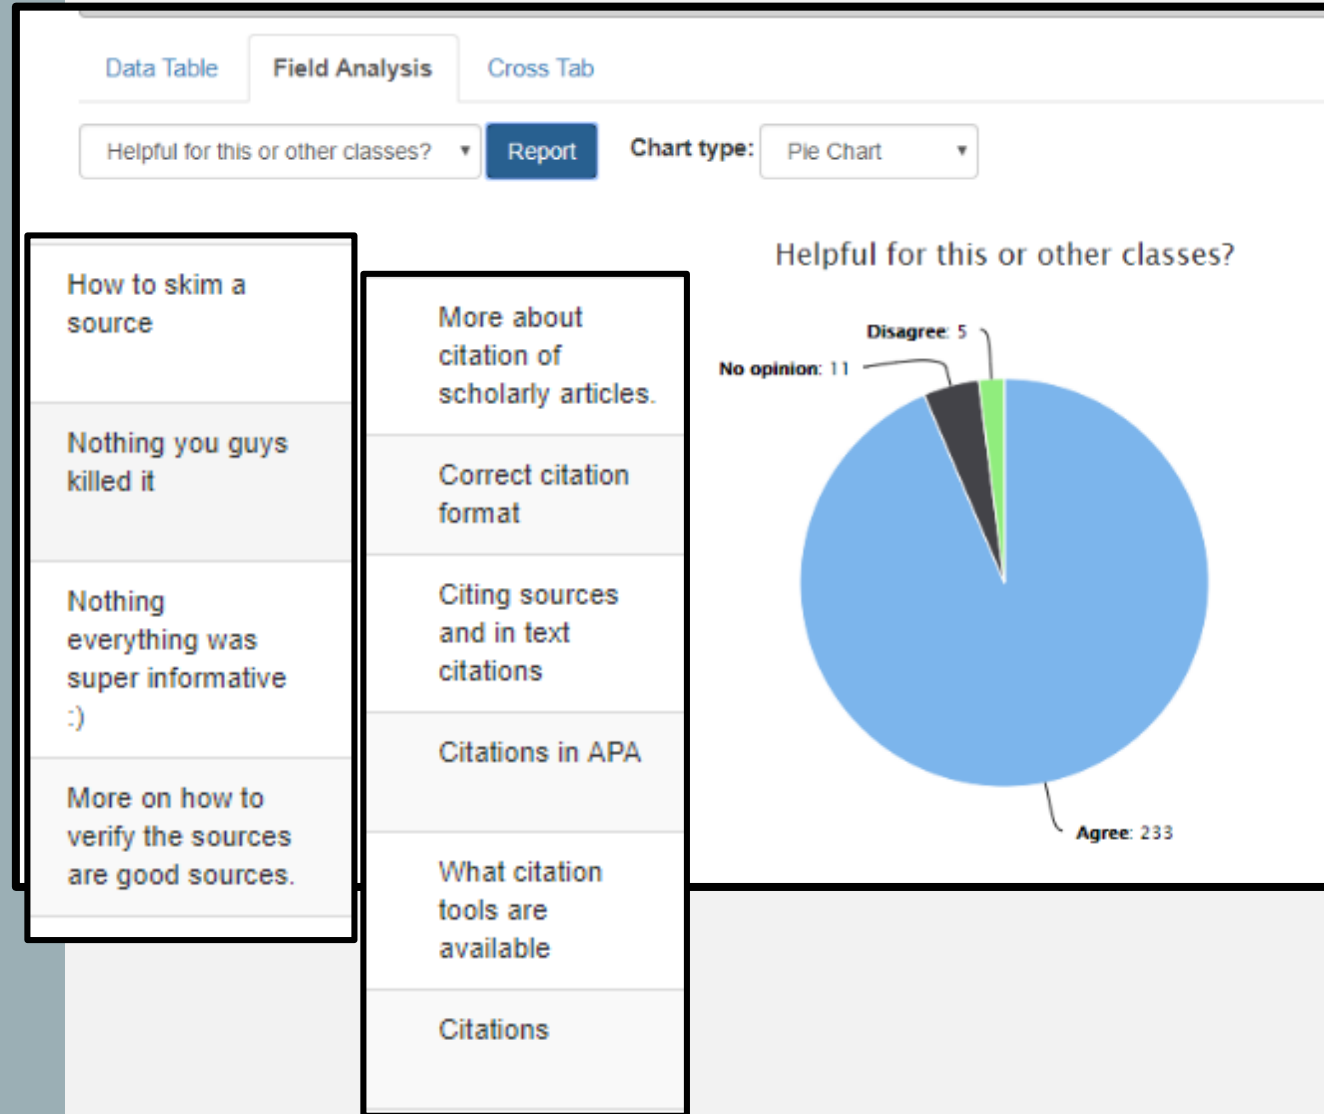 Data Table
Field Analysis
Cross Tab
Helpful for this or other classes?
Report
Chart type:
Pie Chart
How to skim a
source
Nothing you guys
killed it
Nothing
everything was
super informative
:)
More on how to
verify the sources
are good sources.
More about
citation of
scholarly articles.
Correct citation
format
Citing sources
and in text
citations
Citations in APA
What citation
tools are
available
Citations
Helpful for this or other classes?
Disagree: 5
No opinion: 11
Agree: 233